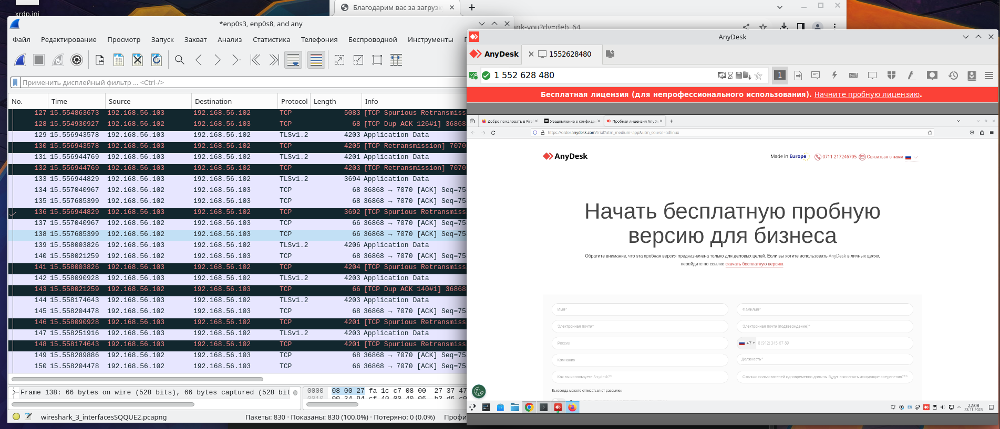 xrdp.ini
Благодарим вас за загрузк
ank-you?dv=deb_64
*enp0s3, enp0s8, and any
Файл Редактирование Просмотр Запуск Захват Анализ Статистика Телефония Беспроводной Инструменты
Применить дисплейный фильтр ... <Ctrl-/>
No. Time Source Destination Protocol Length Info
127 15.554863673 192.168.56.103 192.168.56.102 TCP 5083 [TCP Spurious Retransmiss
128 15.554930927 192.168.56.102 192.168.56.103 TCP 68 [TCP Dup ACK 126#1] 36868
129 15.556943578 192.168.56.103 192.168.56.102 TLSv1.2 4203 Application Data
130 15.556943578 192.168.56.103 192.168.56.102 TCP 4205 [TCP Retransmission] 7070
131 15.556944769 192.168.56.103 192.168.56.102 TLSv1.2 4201 Application Data
132 15.556944769 192.168.56.103 192.168.56.102 TCP 4203 [TCP Retransmission] 7070
133 15.556944829 192.168.56.103 192.168.56.102 TLSv1.2 3694 Application Data
134 15.557040967 192.168.56.102 192.168.56.103 TCP 68 36868 → 7070 [ACK] Seq=75
135 15.557685399 192.168.56.102 192.168.56.103 TCP 68 36868 → 7070 [ACK] Seq=75
136 15.556944829 192.168.56.103 192.168.56.102 TCP 3692 [TCP Spurious Retransmiss
137 15.557040967 192.168.56.102 192.168.56.103 TCP 66 36868 → 7070 [ACK] Seq=75
138 15.557685399 192.168.56.102 192.168.56.103 TCP 66 36868 → 7070 [ACK] Seq=75
139 15.558003826 192.168.56.103 192.168.56.102 TLSv1.2 4206 Application Data
140 15.558021259 192.168.56.102 192.168.56.103 TCP 68 36868 → 7070 [ACK] Seq=75
141 15.558003826 192.168.56.103 192.168.56.102 TCP 4204 [TCP Spurious Retransmiss
142 15.558090928 192.168.56.103 192.168.56.102 TLSv1.2 4203 Application Data
143 15.558021259 192.168.56.102 192.168.56.103 TCP 66 [TCP Dup ACK 140#1] 36868
144 15.558174643 192.168.56.103 192.168.56.102 TLSv1.2 4203 Application Data
145 15.558204478 192.168.56.102 192.168.56.103 TCP 68 36868 → 7070 [ACK] Seq=75
146 15.558090928 192.168.56.103 192.168.56.102 TCP 4201 [TCP Spurious Retransmiss
147 15.558251916 192.168.56.103 192.168.56.102 TLSv1.2 4203 Application Data
148 15.558174643 192.168.56.103 192.168.56.102 TCP 4201 [TCP Spurious Retransmiss
149 15.558289886 192.168.56.102 192.168.56.103 TCP 68 36868 → 7070 [ACK] Seq=75
150 15.558204478 192.168.56.102 192.168.56.103 TCP 66 36868 → 7070 [ACK] Seq=75
Frame 138: 66 bytes on wire (528 bits), 66 bytes captured (528 bit
0000 08 00 27 fa 1c c7 08 00 27 37 47
wireshark_3_interfacesSQQUE2.pcapng Пакеты: 830 · Показаны: 830 (100.0%) · Потеряно: 0 (0.0%) Профи
AnyDesk
AnyDesk 1552628480
1 552 628 480 1
Бесплатная лицензия (для непрофессионального использования). Начните пробную лицензию.
Добро пожаловать в Firef Уведомление о конфиде Пробная лицензия AnyDe
https://order.anydesk.com/trial?utm_medium=app&utm_source=adlinux
AnyDesk Made in Europe 0711 217246705 Связаться с нами
Начать бесплатную пробную
версию для бизнеса
Обратите внимание, что эта пробная версия предназначена только для деловых целей. Если вы хотите использовать AnyDesk в личных целях,
перейдите по ссылке скачать бесплатную версию.
Имя* Фамилия*
Электронная почта* Электронная почта (подтверждение)*
Россия +7 8 (912) 345-67-89
Компания Должность*
Как вы используете Anydesk?* Сколько пользователей одновременно должны будут выполнять исходящие соединения?**
Вы всегда можете отписаться от рассылки.
EN 22:08
23.11.2023